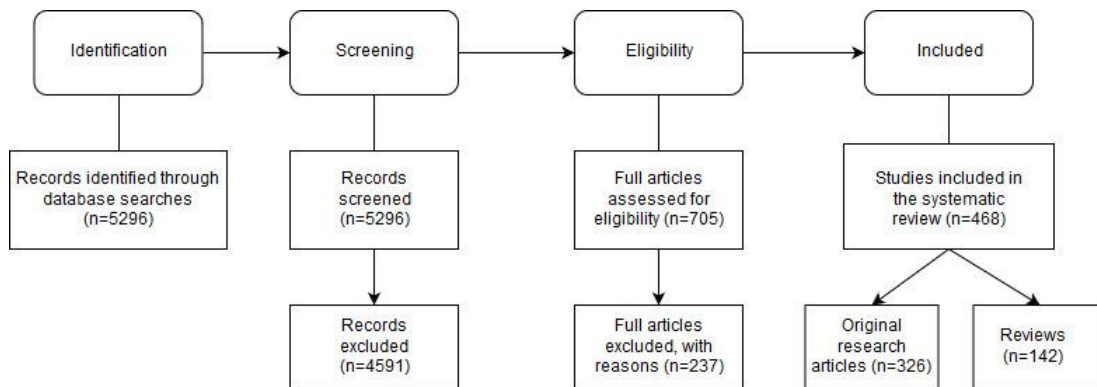 Identification
Screening
Eligibility
Included
Records identified through
database searches
(n=5296)
Records
screened
(n=5296)
Full articles
assessed for
eligibility (n=705)
Studies included in
the systematic
review (n=468)
Records
excluded
(n=4591)
Full articles
excluded, with
reasons (n=237)
Original
research
articles (n=326)
Reviews
(n=142)